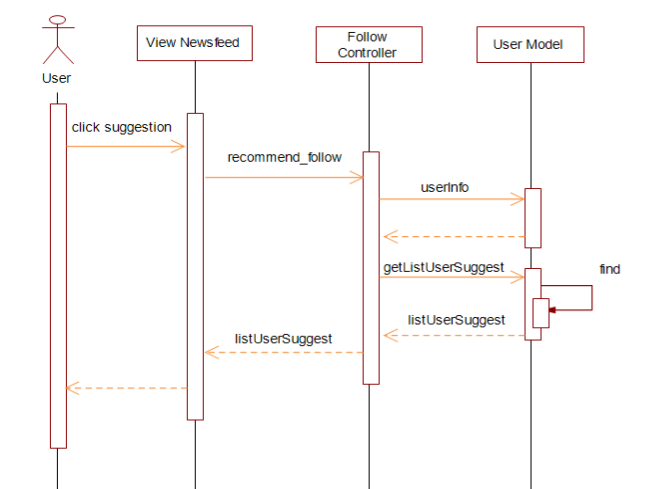 View Newsfeed
Follow
Controller
User Model
User
click suggestion
recommend_follow
userInfo
getListUserSuggest
find
listUserSuggest
listUserSuggest